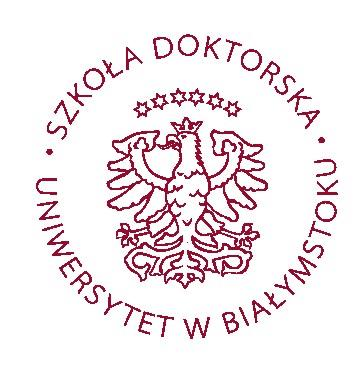 SZKOŁA DOKTORSKA
UNIWERSYTET W BIAŁYMSTOKU